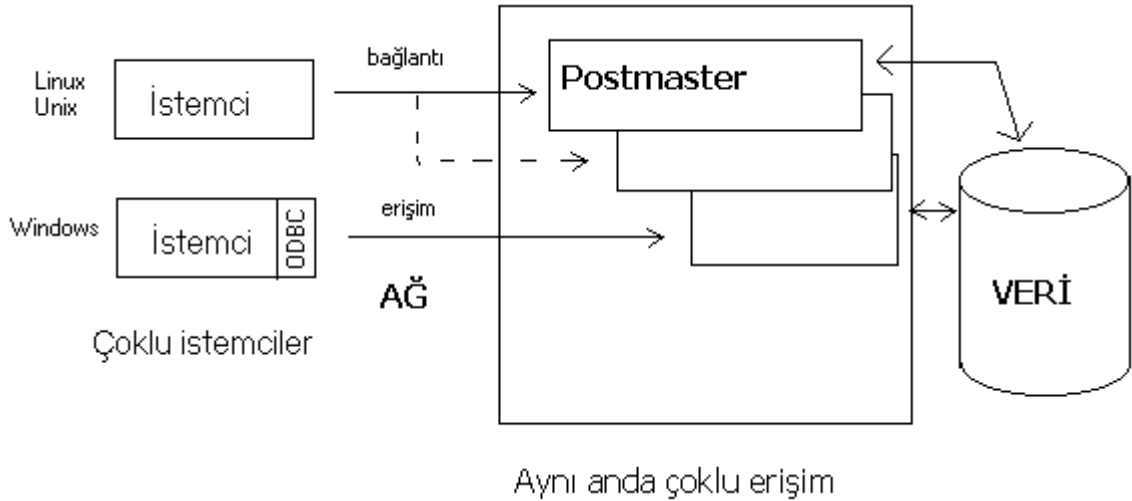 bağlantı
Postmaster
Linux
Unix
İstemci
erişim
Windows
İstemci
ODBC
AĞ
VERİ
Çoklu istemciler
Aynı anda çoklu erişim